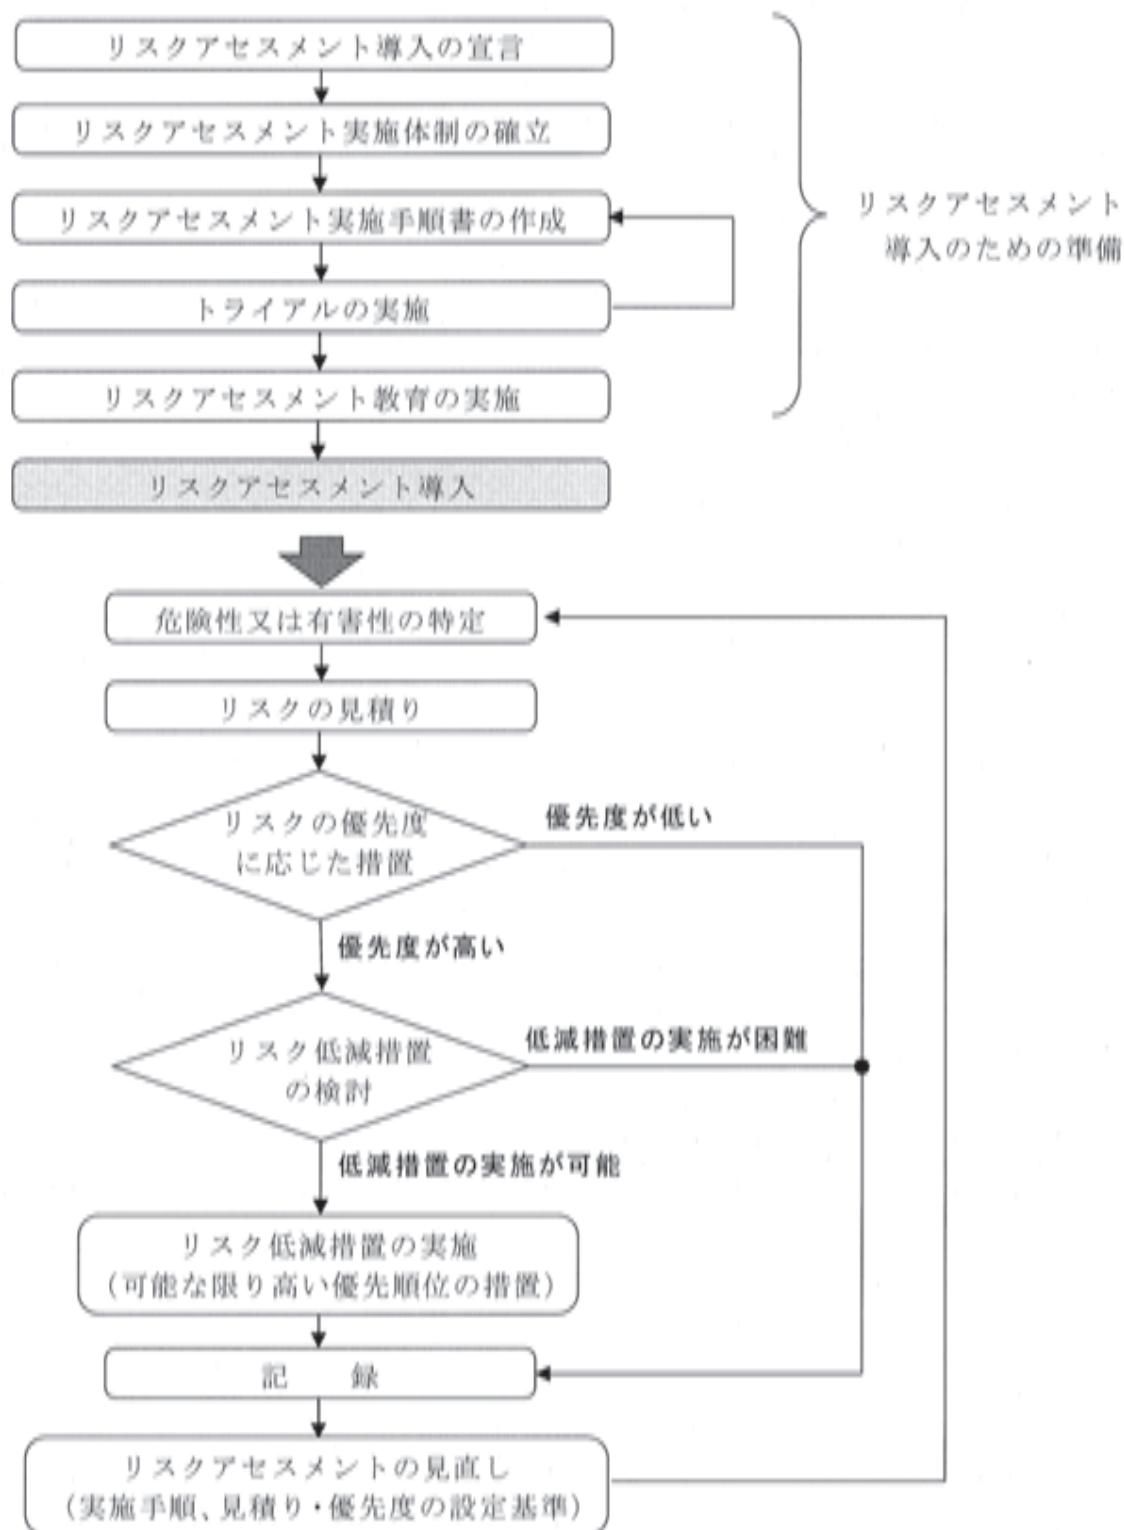 リスクアセスメント導入の宣言
リスクアセスメント実施体制の確立
リスクアセスメント実施手順書の作成
トライアルの実施
リスクアセスメント教育の実施
リスクアセスメント
導入のための準備
リスクアセスメント導入
危険性又は有害性の特定
リスクの見積り
リスクの優先度
に応じた措置
優先度が低い
優先度が高い
リスク低減措置
の検討
低減措置の実施が困難
低減措置の実施が可能
リスク低減措置の実施
(可能な限り高い優先順位の措置)
記　　録
リスクアセスメントの見直し
(実施手順、見積り・優先度の設定基準)